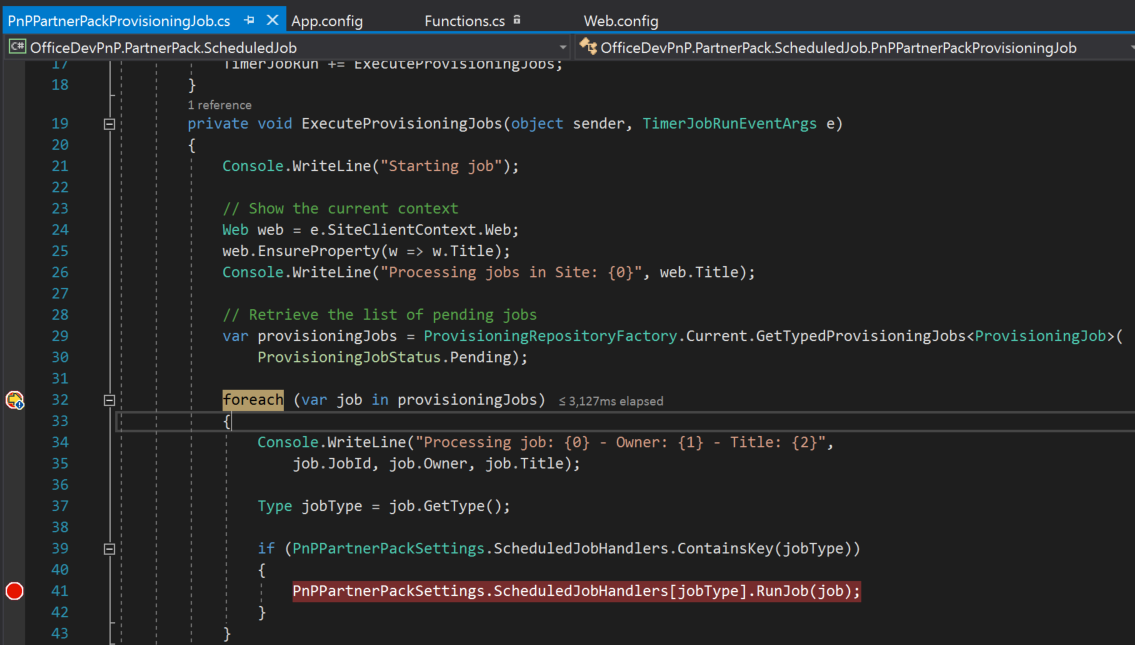 PnPPartnerPackProvisioningJob.cs App.config Functions.cs Web.config
C# OfficeDevPnP.PartnerPack.ScheduledJob OfficeDevPnP.PartnerPack.ScheduledJob.PnPPartnerPackProvisioningJob
17 TimerJobRun += ExecuteProvisioningJobs;
18 }
1 reference
19 private void ExecuteProvisioningJobs(object sender, TimerJobRunEventArgs e)
20 {
21 Console.WriteLine("Starting job");
22
23 // Show the current context
24 Web web = e.SiteClientContext.Web;
25 web.EnsureProperty(w => w.Title);
26 Console.WriteLine("Processing jobs in Site: {0}", web.Title);
27
28 // Retrieve the list of pending jobs
29 var provisioningJobs = ProvisioningRepositoryFactory.Current.GetTypedProvisioningJobs<ProvisioningJob>(
30 ProvisioningJobStatus.Pending);
31
32 foreach (var job in provisioningJobs) ≤ 3,127ms elapsed
33 {
34 Console.WriteLine("Processing job: {0} - Owner: {1} - Title: {2}",
35 job.JobId, job.Owner, job.Title);
36
37 Type jobType = job.GetType();
38
39 if (PnPPartnerPackSettings.ScheduledJobHandlers.ContainsKey(jobType))
40 {
41 PnPPartnerPackSettings.ScheduledJobHandlers[jobType].RunJob(job);
42 }
43 }